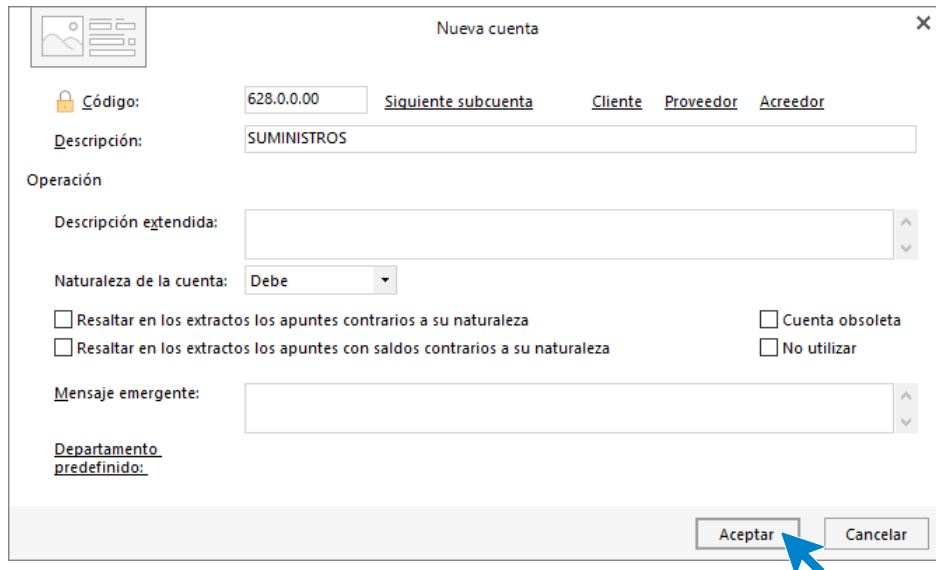 Nueva cuenta
Código: 628.0.0.00 Siguiente subcuenta Cliente Proveedor Acreedor
Descripción: SUMINISTROS
Operación
Descripción extendida:
Naturaleza de la cuenta: Debe
Resaltar en los extractos los apuntes contrarios a su naturaleza Cuenta obsoleta
Resaltar en los extractos los apuntes con saldos contrarios a su naturaleza No utilizar
Mensaje emergente:
Departamento
predefinido:
Aceptar Cancelar